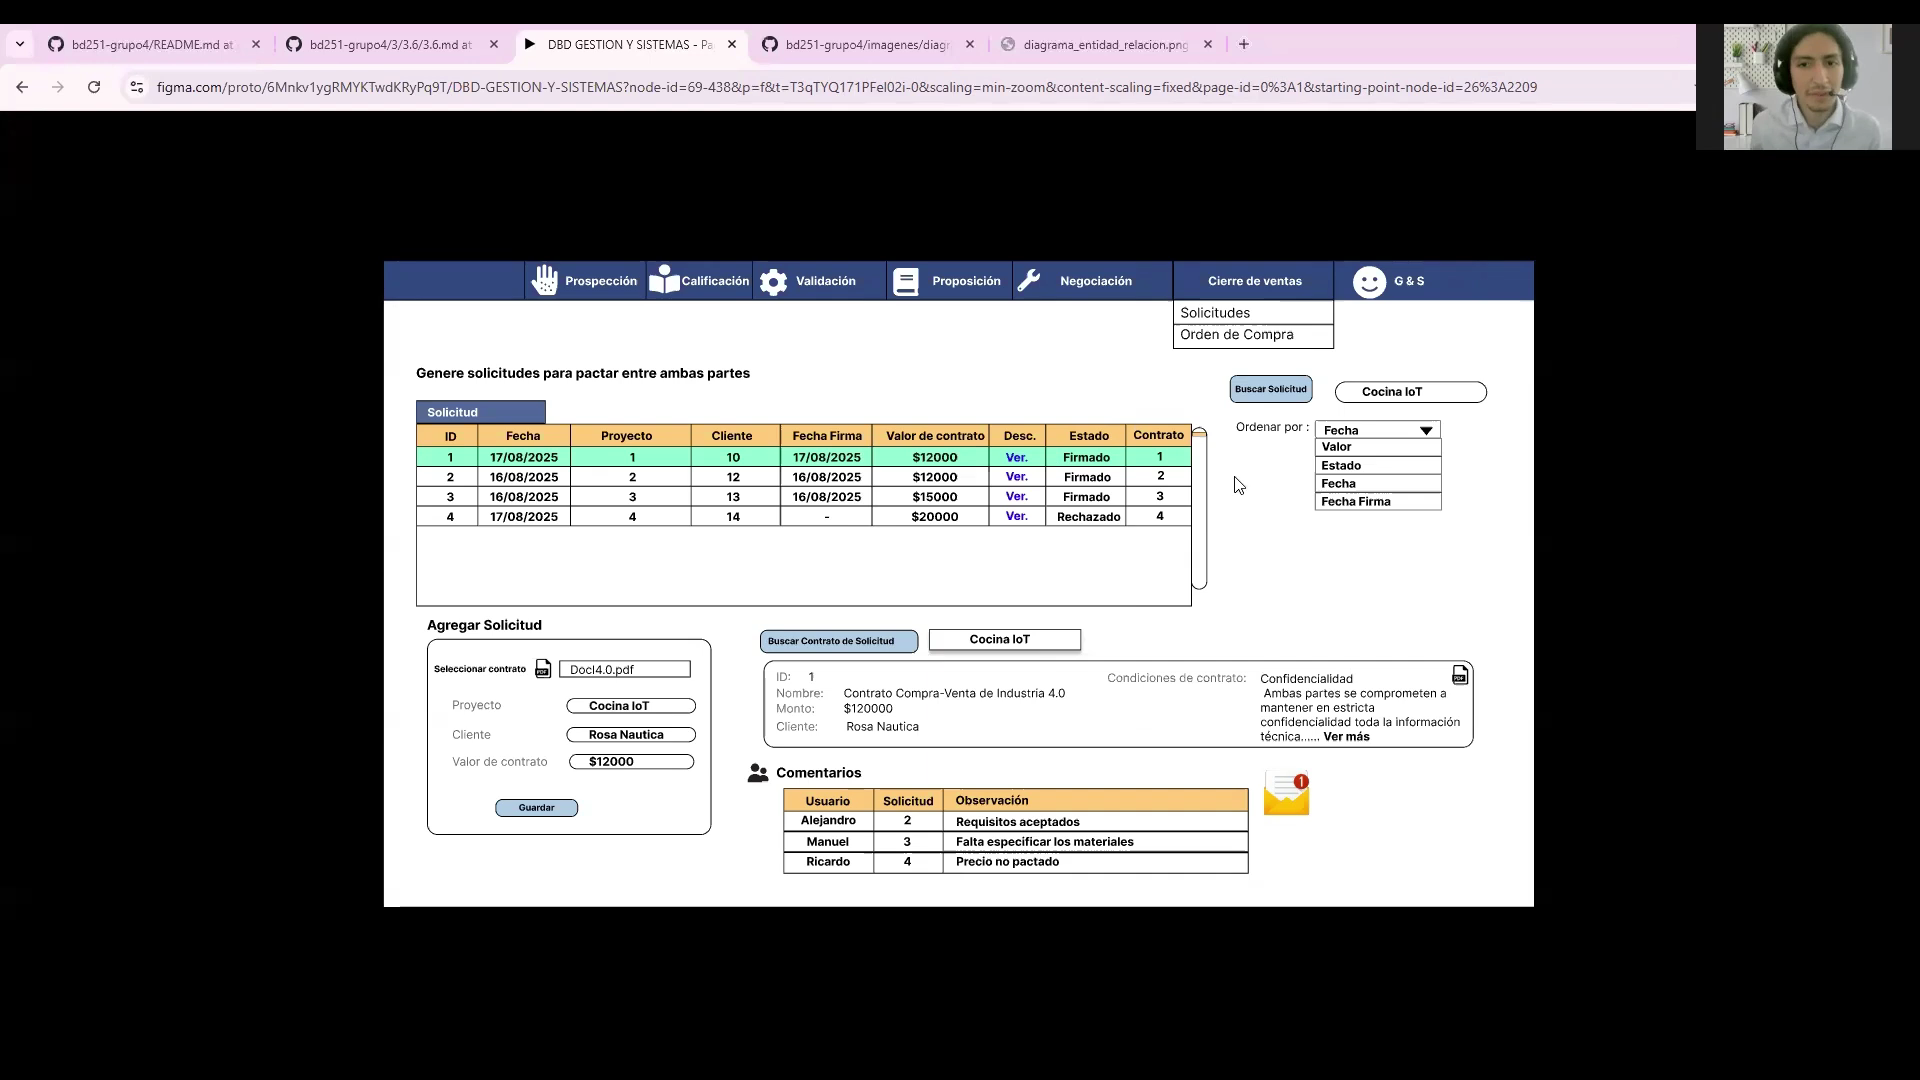 bd251-grupo4/README.md at
bd251-grupo4/3/3.6/3.6.md at
DBD GESTION Y SISTEMAS - Pa
bd251-grupo4/imagenes/diagr
diagrama_entidad_relacion.png
figma.com/proto/6Mnkv1ygRMYKTwdKRyPq9T/DBD-GESTION-Y-SISTEMAS?node-id=69-438&p=f&t=T3qTYQ171PFeI02i-0&scaling=min-zoom&content-scaling=fixed&page-id=0%3A1&starting-point-node-id=26%3A2209
Prospección Calificación Validación Proposición Negociación Cierre de ventas G & S
Solicitudes
Orden de Compra
Genere solicitudes para pactar entre ambas partes
Buscar Solicitud Cocina IoT
Solicitud
Ordenar por : Fecha
Valor
Estado
Fecha
Fecha Firma
ID Fecha Proyecto Cliente Fecha Firma Valor de contrato Desc. Estado Contrato
1 17/08/2025 1 10 17/08/2025 $12000 Ver. Firmado 1
2 16/08/2025 2 12 16/08/2025 $12000 Ver. Firmado 2
3 16/08/2025 3 13 16/08/2025 $15000 Ver. Firmado 3
4 17/08/2025 4 14 - $20000 Ver. Rechazado 4
Agregar Solicitud
Seleccionar contrato PDF DocI4.0.pdf
Proyecto Cocina IoT
Cliente Rosa Nautica
Valor de contrato $12000
Guardar
Buscar Contrato de Solicitud Cocina IoT
ID: 1
Nombre: Contrato Compra-Venta de Industria 4.0
Monto: $120000
Cliente: Rosa Nautica
Condiciones de contrato: Confidencialidad
Ambas partes se comprometen a
mantener en estricta
confidencialidad toda la información
técnica...... Ver más
PDF
Comentarios
1
Usuario Solicitud Observación
Alejandro 2 Requisitos aceptados
Manuel 3 Falta especificar los materiales
Ricardo 4 Precio no pactado